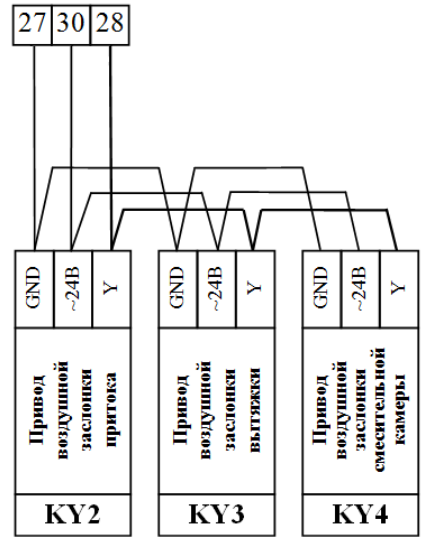 27 30 28
GND ~24В Y
GND ~24В Y
GND ~24В Y
Привод
воздушной
заслонки
притока
Привод
воздушной
заслонки
вытяжки
Привод
воздушной
заслонки
смесительной
камеры
KY2
KY3
KY4